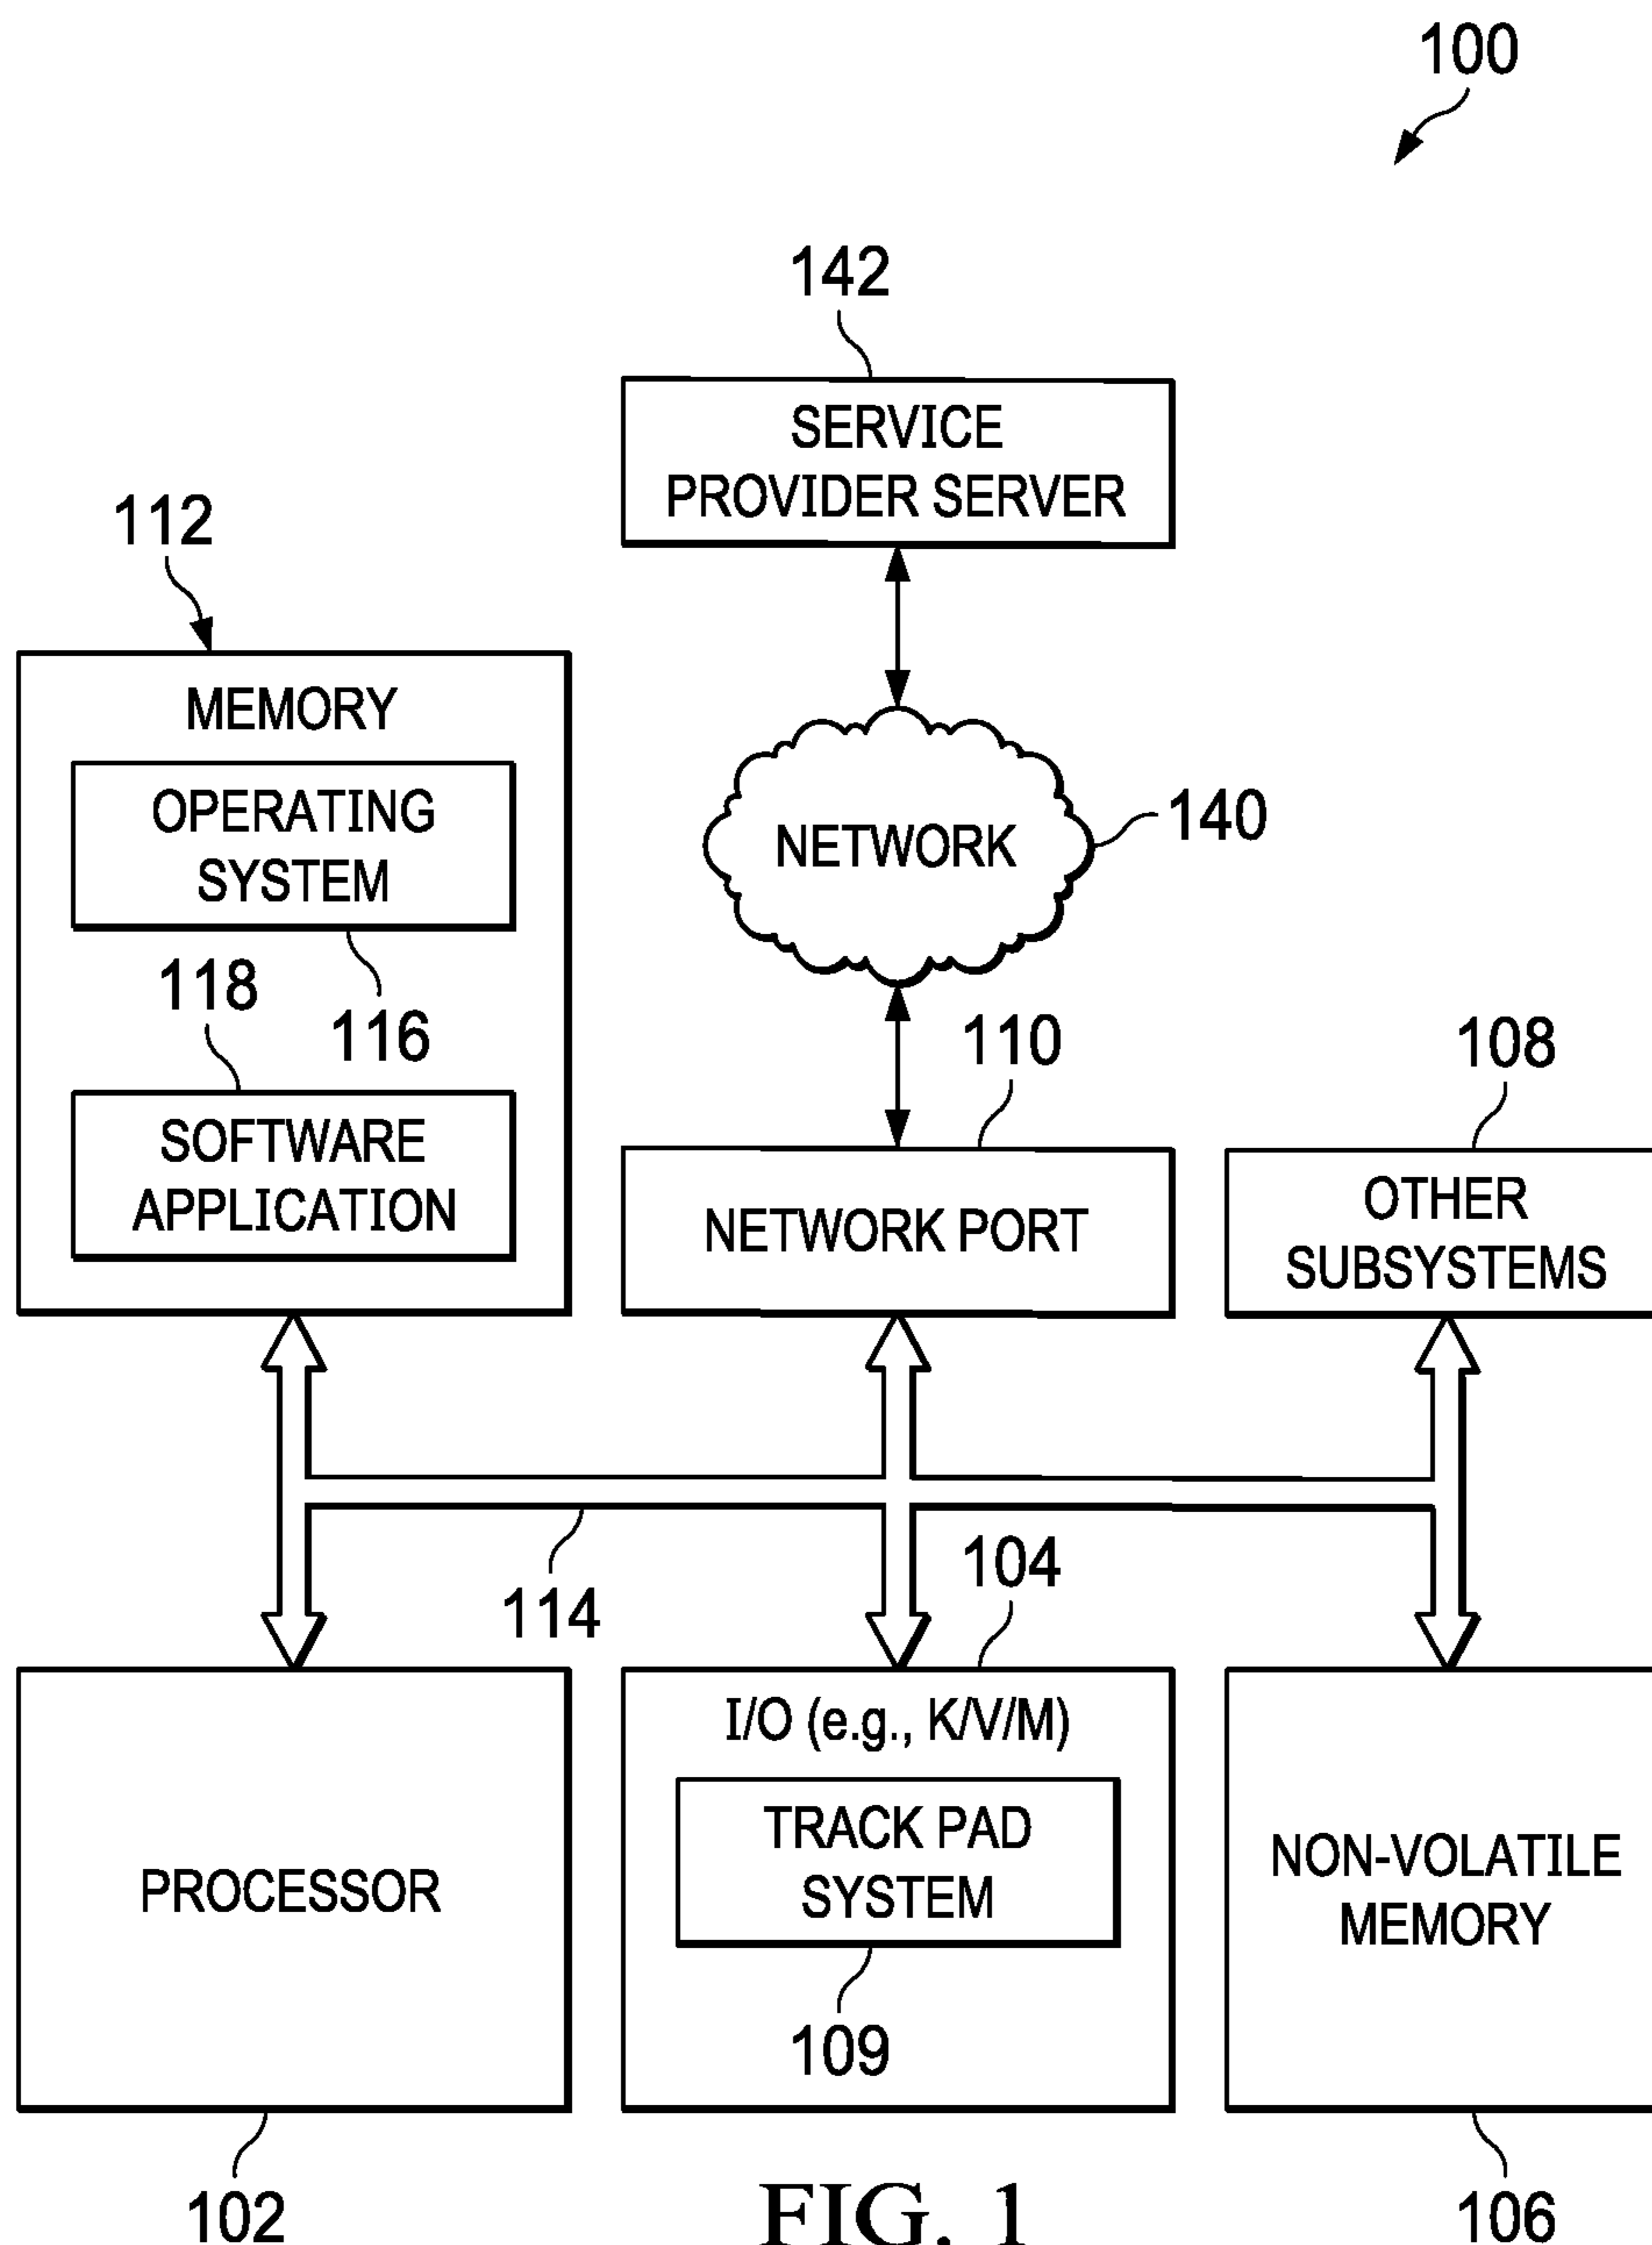 100
142
SERVICE
PROVIDER SERVER
112
MEMORY
OPERATING
SYSTEM
116
118
SOFTWARE
APPLICATION
NETWORK
140
110
NETWORK PORT
108
OTHER
SUBSYSTEMS
114
104
PROCESSOR
102
I/O (e.g., K/V/M)
TRACK PAD
SYSTEM
109
NON-VOLATILE
MEMORY
106
FIG. 1